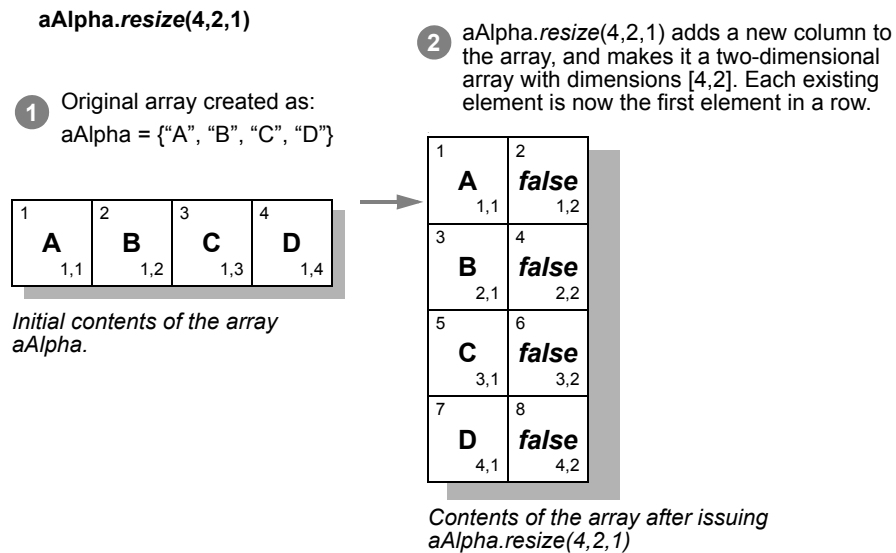 aAlpha.resize(4,2,1)
1
Original array created as:
aAlpha = {“A”, “B”, “C”, “D”}
1 2 3 4
A B C D
1,1 1,2 1,3 1,4
Initial contents of the array
aAlpha.
2
aAlpha.resize(4,2,1) adds a new column to
the array, and makes it a two-dimensional
array with dimensions [4,2]. Each existing
element is now the first element in a row.
1 2
A false
1,1 1,2
3 4
B false
2,1 2,2
5 6
C false
3,1 3,2
7 8
D false
4,1 4,2
Contents of the array after issuing
aAlpha.resize(4,2,1)